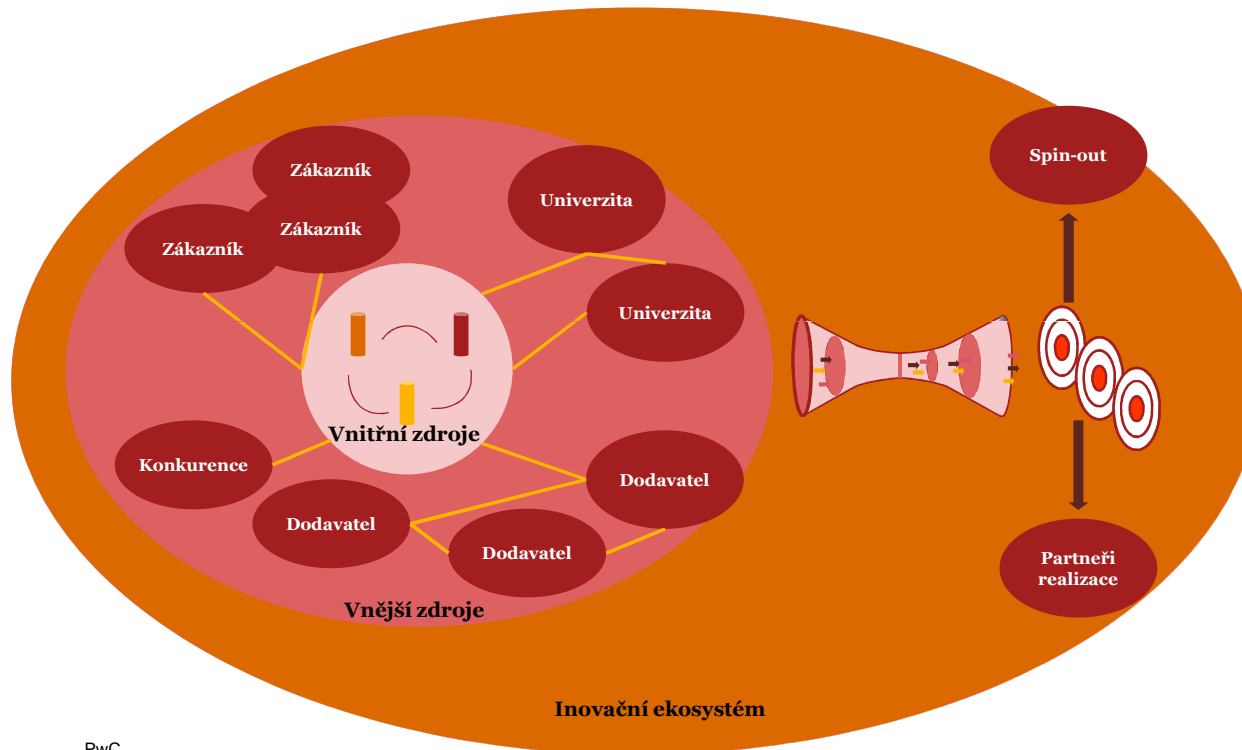 Zákazník
Spin-out
Univerzita
Zákazník
Zákazník
Univerzita
Vnitřní zdroje
Konkurence
Dodavatel
Dodavatel
Dodavatel
Partneři
realizace
Vnější zdroje
Inovační ekosystém
PwC